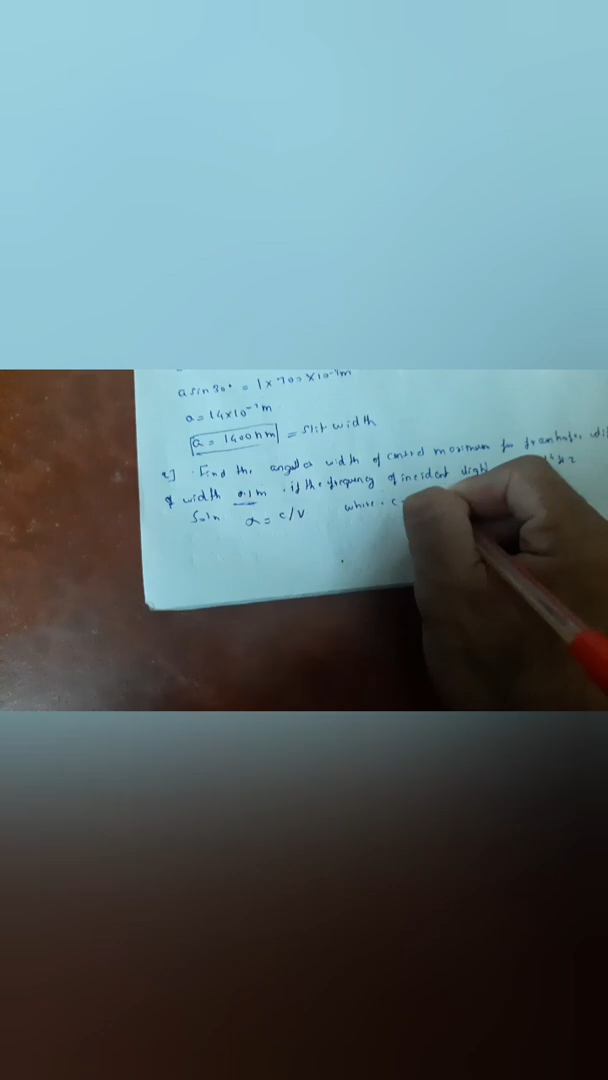 a sin 30° = 1 × 700 × 10⁻⁹ m
a = 14 × 10⁻⁷ m
a = 1400 nm = slit width
Find the angular width of central maximum for
of width 0.1 m, if the frequency of incident light
Soln = c/v where